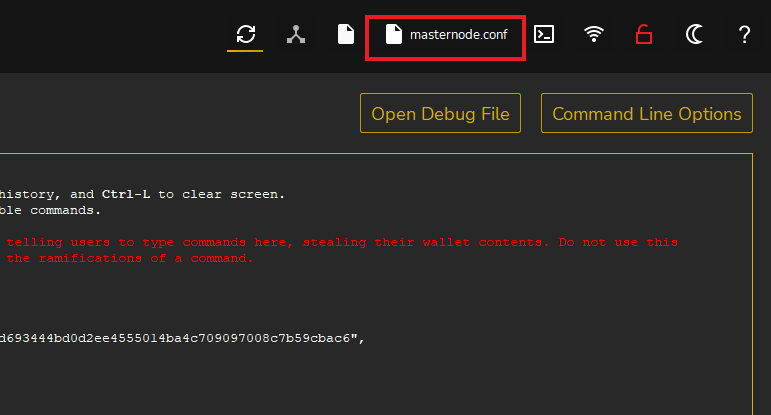 masternode.conf
Open Debug File
Command Line Options
history, and Ctrl-L to clear screen.
ble commands.
telling users to type commands here, stealing their wallet contents. Do not use this
the ramifications of a command.
d693444bd0d2ee4555014ba4c709097008c7b59cbac6",